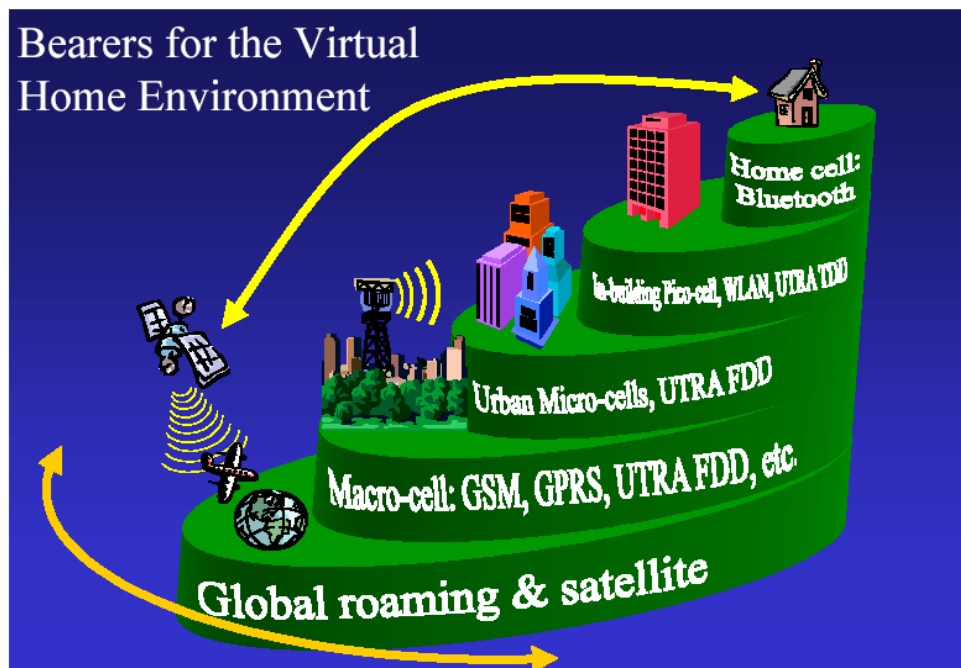 Bearers for the Virtual
Home Environment
Home cell:
Bluetooth
In-building Pico-cell, WLAN, UTRA TDD
Urban Micro-cells, UTRA FDD
Macro-cell: GSM, GPRS, UTRA FDD, etc.
Global roaming & satellite